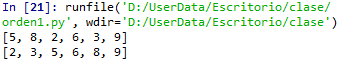 In [21]: runfile('D:/UserData/Escritorio/clase/
orden1.py', wdir='D:/UserData/Escritorio/clase')
[5, 8, 2, 6, 3, 9]
[2, 3, 5, 6, 8, 9]